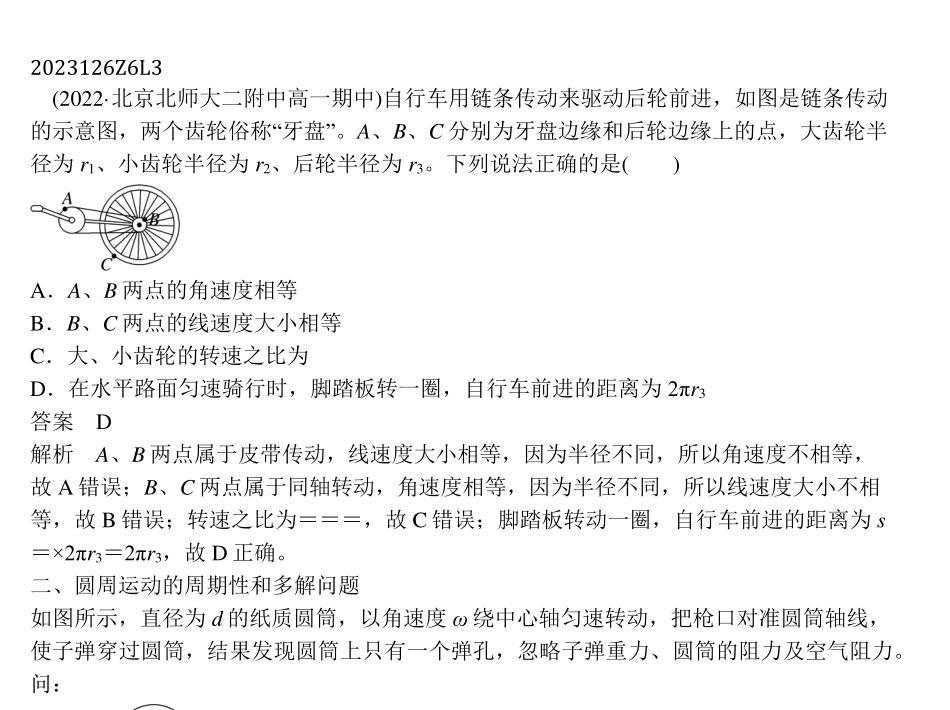 2023126Z6L3
(2022·北京北师大二附中高一期中)自行车用链条传动来驱动后轮前进，如图是链条传动
的示意图，两个齿轮俗称“牙盘”。A、B、C 分别为牙盘边缘和后轮边缘上的点，大齿轮半
径为 r₁、小齿轮半径为 r₂、后轮半径为 r₃。下列说法正确的是(　　)
A
B
C
A．A、B 两点的角速度相等
B．B、C 两点的线速度大小相等
C．大、小齿轮的转速之比为
D．在水平路面匀速骑行时，脚踏板转一圈，自行车前进的距离为 2πr₃
答案　D
解析　A、B 两点属于皮带传动，线速度大小相等，因为半径不同，所以角速度不相等，
故 A 错误；B、C 两点属于同轴转动，角速度相等，因为半径不同，所以线速度大小不相
等，故 B 错误；转速之比为＝＝＝，故 C 错误；脚踏板转动一圈，自行车前进的距离为 s
＝×2πr₃＝2πr₃，故 D 正确。
二、圆周运动的周期性和多解问题
如图所示，直径为 d 的纸质圆筒，以角速度 ω 绕中心轴匀速转动，把枪口对准圆筒轴线，
使子弹穿过圆筒，结果发现圆筒上只有一个弹孔，忽略子弹重力、圆筒的阻力及空气阻力。
问：